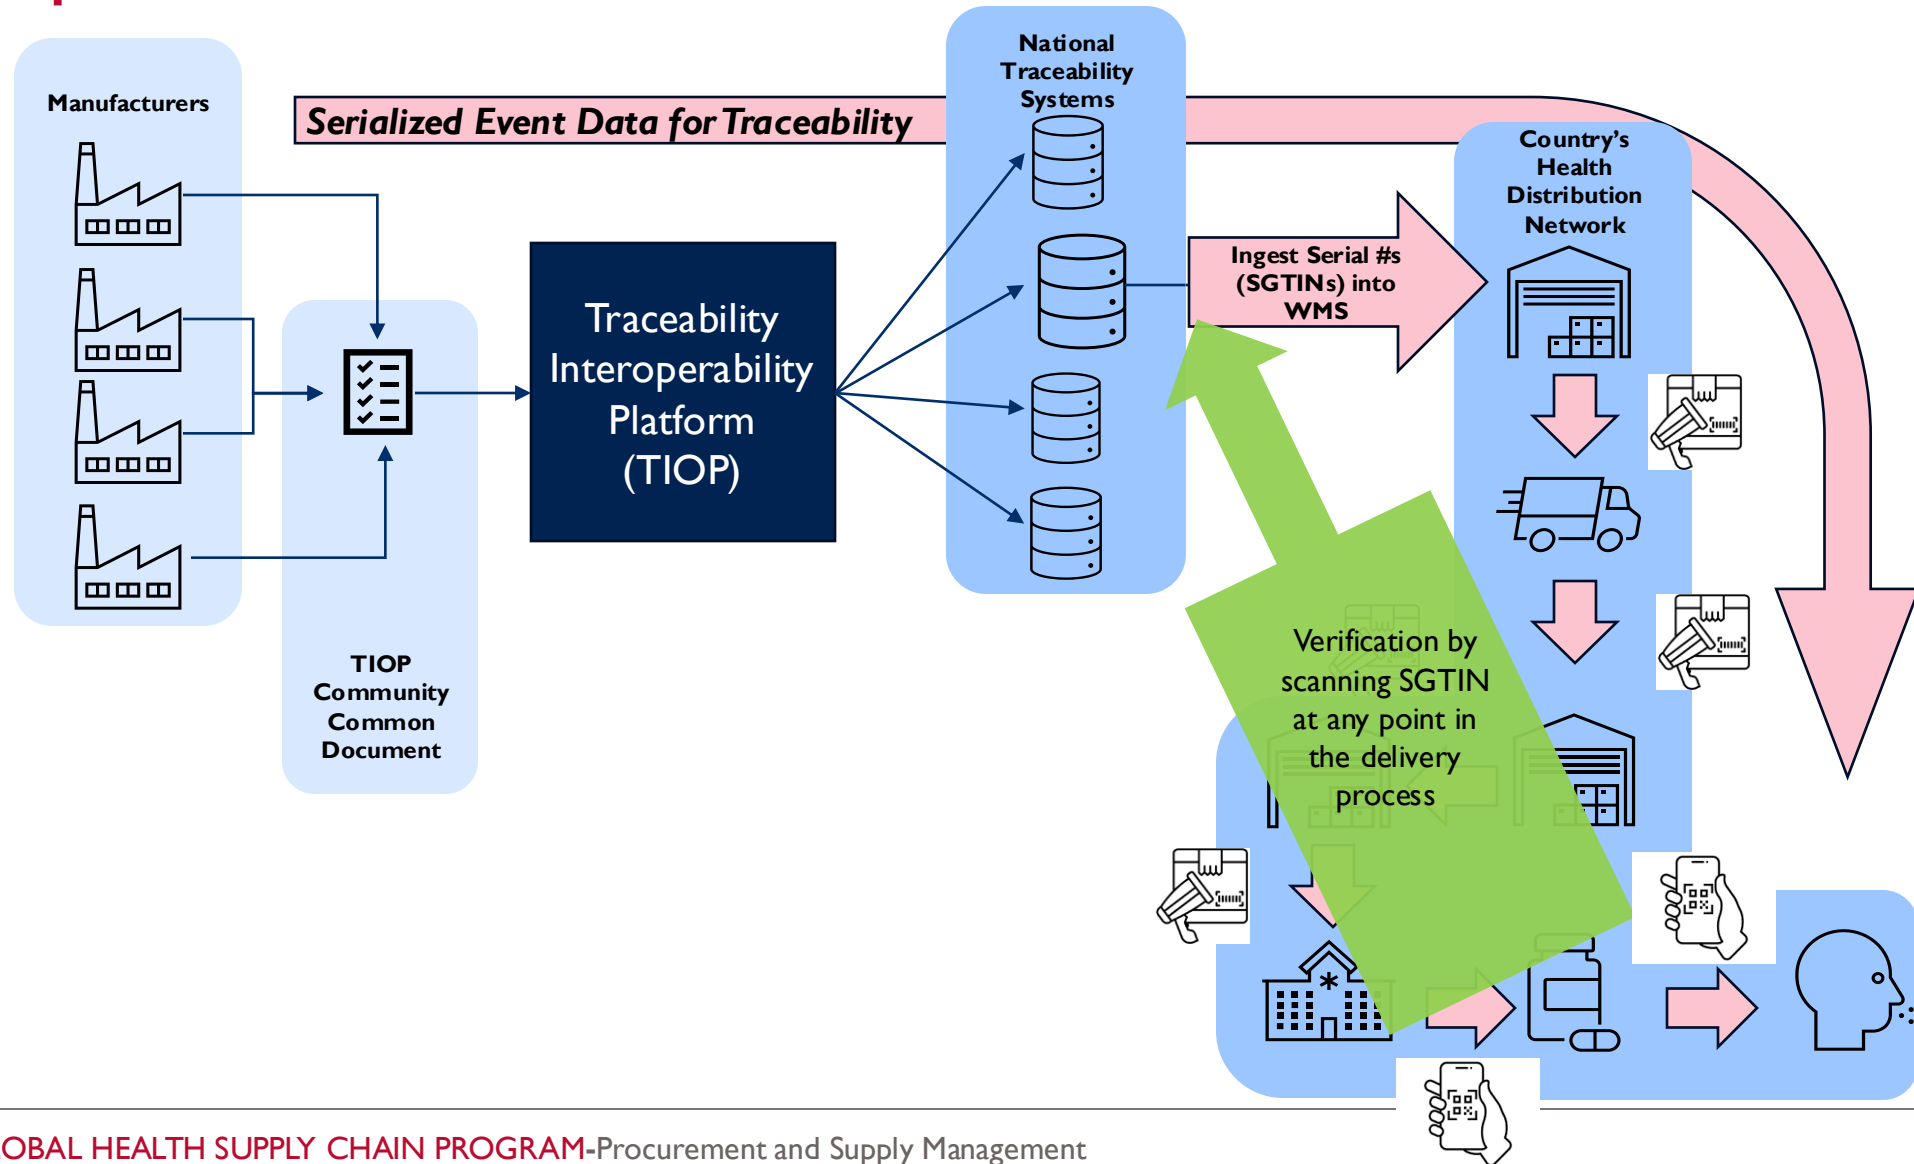 Manufacturers
Serialized Event Data for Traceability
National
Traceability
Systems
Country's
Health
Distribution
Network
Ingest Serial #s
(SGTINs) into
WMS
Traceability
Interoperability
Platform
(TIOP)
TIOP
Community
Common
Document
Verification by
scanning SGTIN
at any point in
the delivery
process
HEALTH SUPPLY CHAIN PROGRAM-Procurement and Supply Management